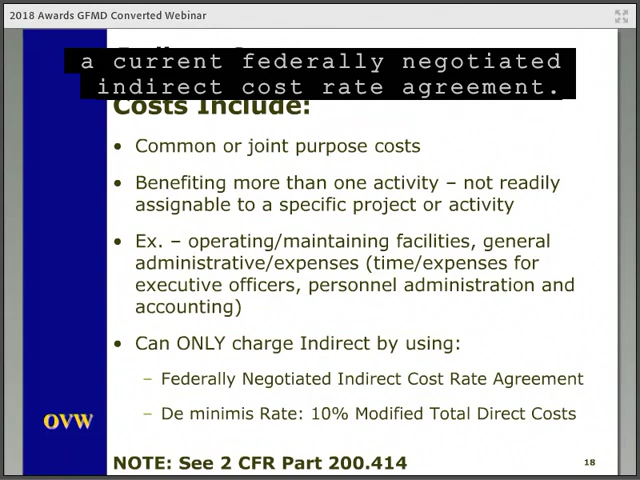 2018 Awards GFMD Converted Webinar
a current federally negotiated
indirect cost rate agreement.
Costs Include:
• Common or joint purpose costs
• Benefiting more than one activity – not readily
assignable to a specific project or activity
• Ex. – operating/maintaining facilities, general
administrative/expenses (time/expenses for
executive officers, personnel administration and
accounting)
• Can ONLY charge Indirect by using:
– Federally Negotiated Indirect Cost Rate Agreement
– De minimis Rate: 10% Modified Total Direct Costs
OVW
NOTE: See 2 CFR Part 200.414
18